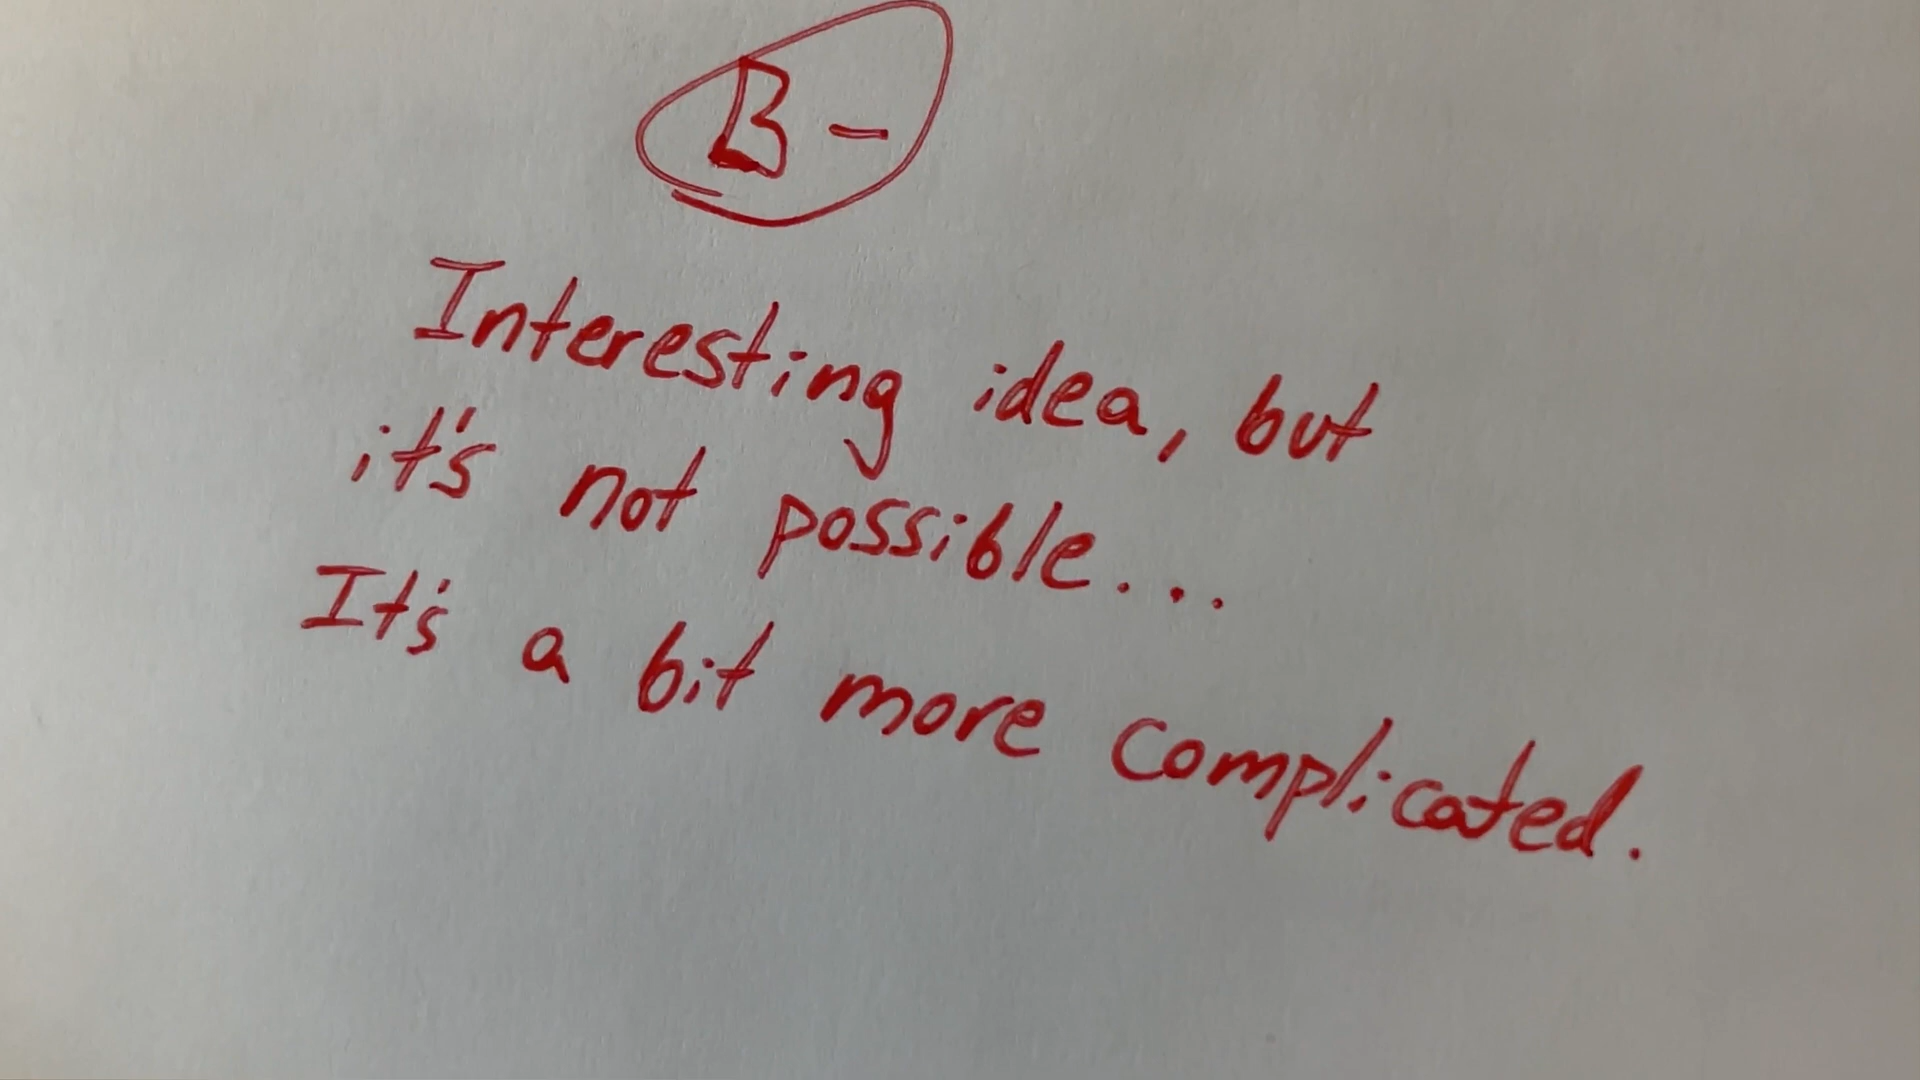 B -
Interesting idea, but
it's not possible...
It's a bit more complicated.